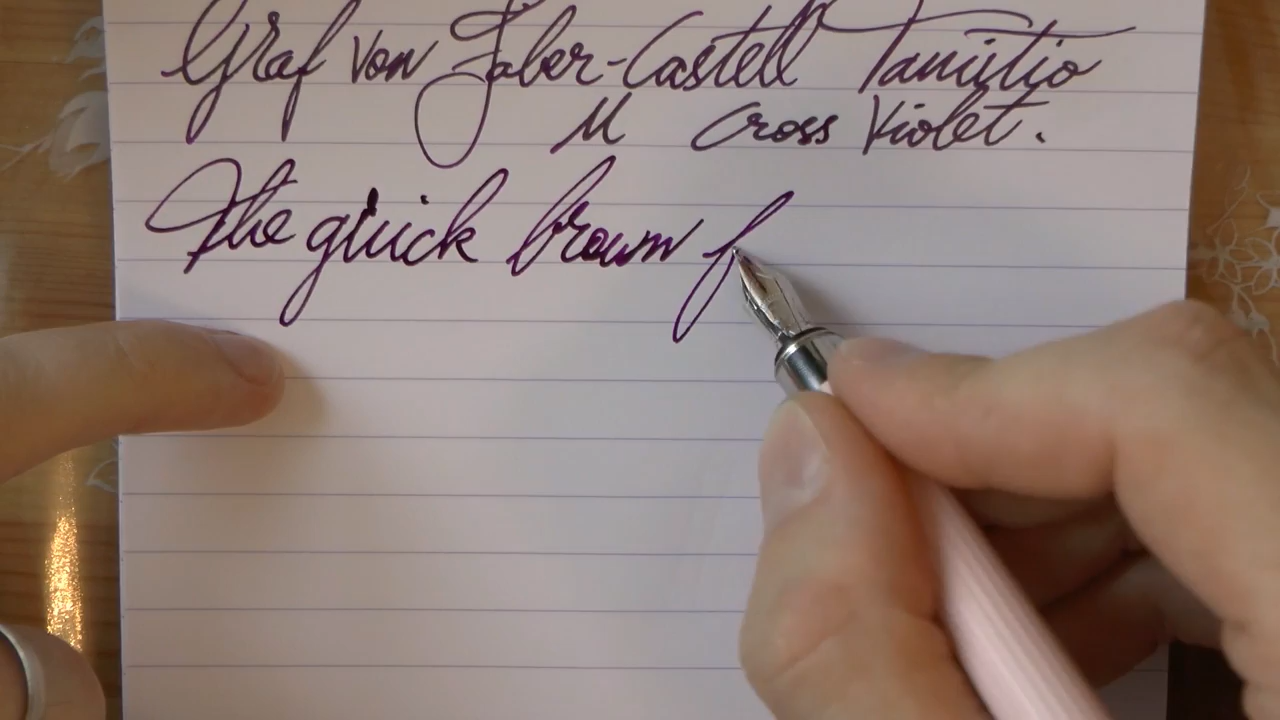 Graf von Faber-Castell Tamitio
M Cross Violet.
The quick brown f